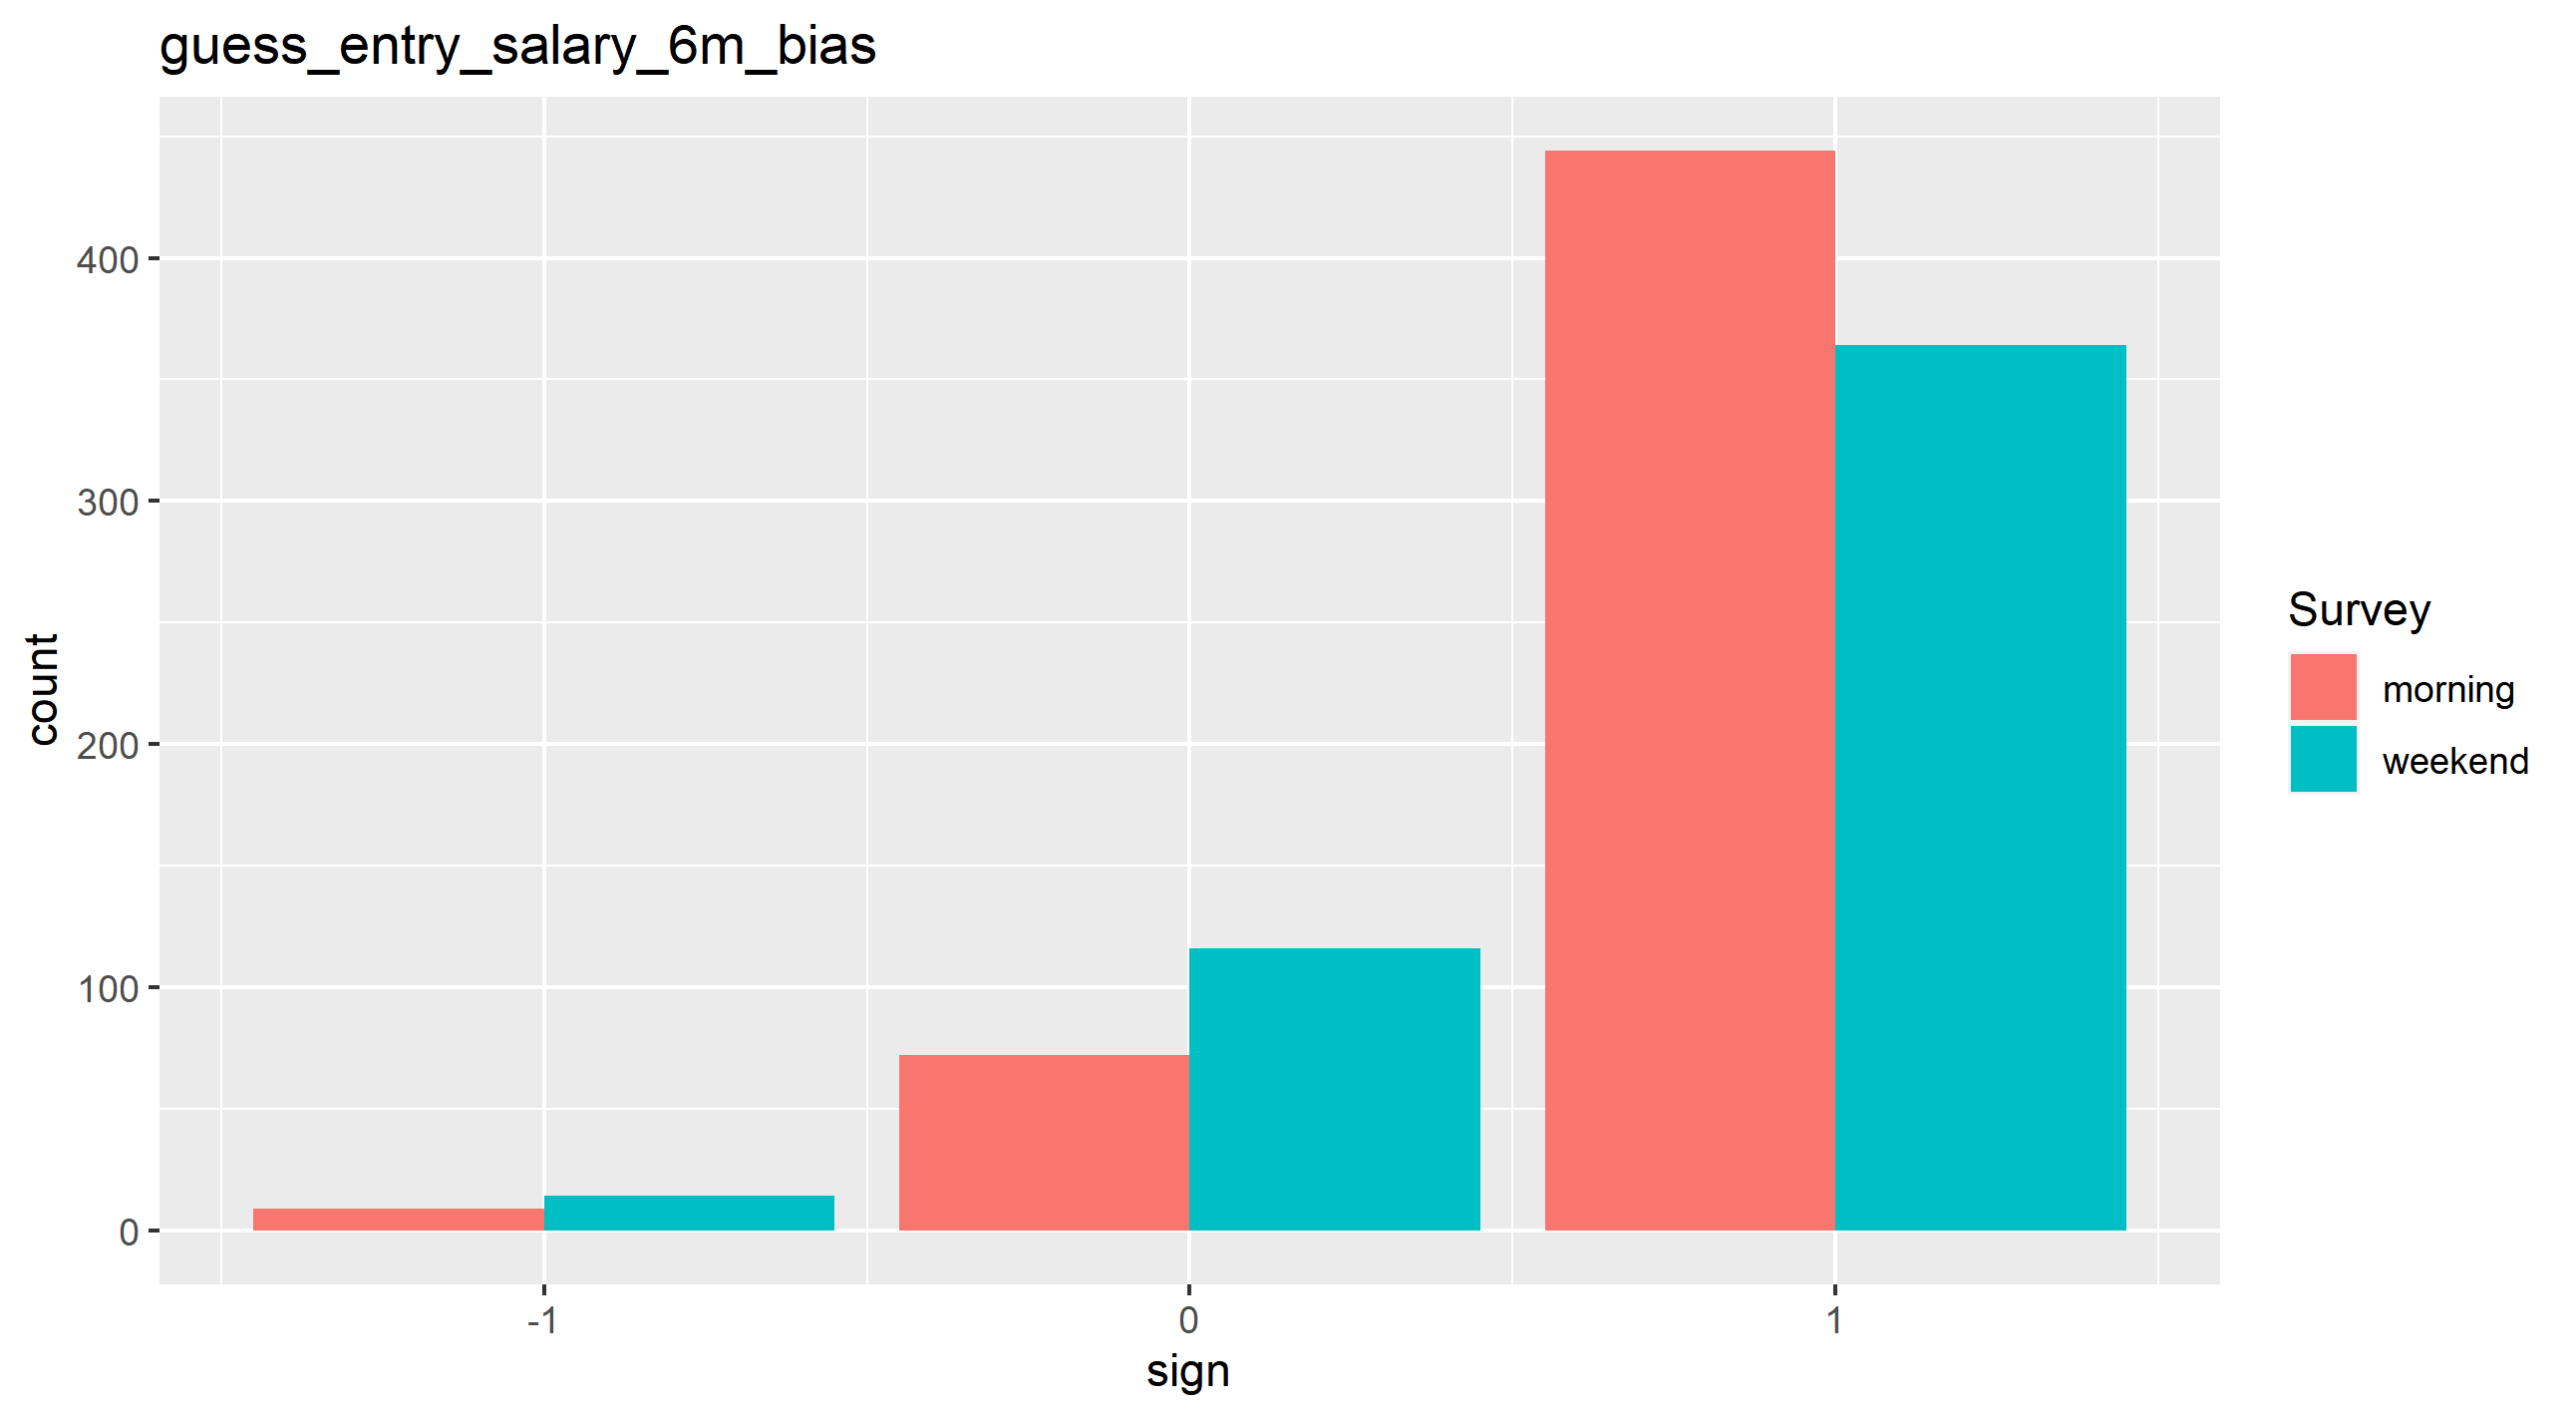 guess_entry_salary_6m_bias
count
400
300
200
100
0
-1
0
1
sign
Survey
morning
weekend